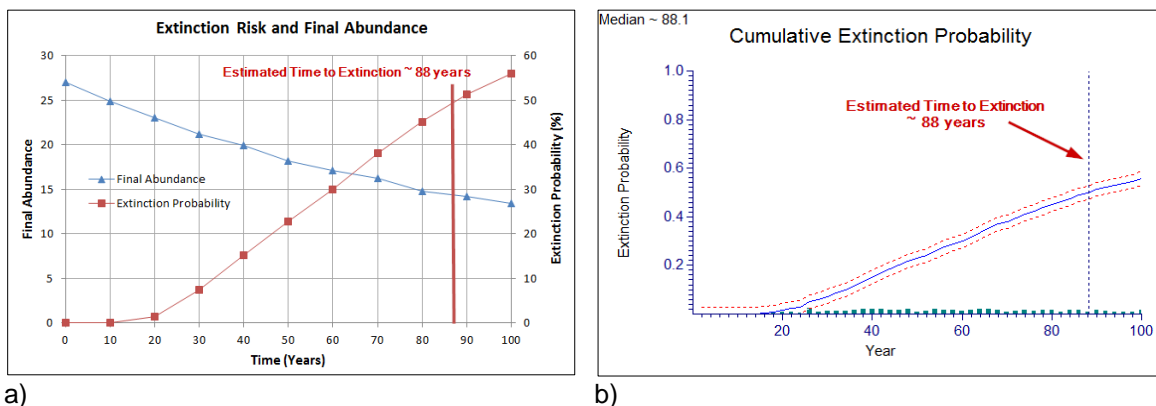 Extinction Risk and Final Abundance
30
25
20
15
10
5
0
Final Abundance
60
50
40
30
20
10
0
Extinction Probability (%)
Estimated Time to Extinction ~ 88 years
Final Abundance
Extinction Probability
0 10 20 30 40 50 60 70 80 90 100
Time (Years)
a)
Median ~ 88.1
Cumulative Extinction Probability
1.0
0.8
0.6
0.4
0.2
Extinction Probability
Estimated Time to Extinction
~ 88 years
20 40 60 80 100
Year
b)